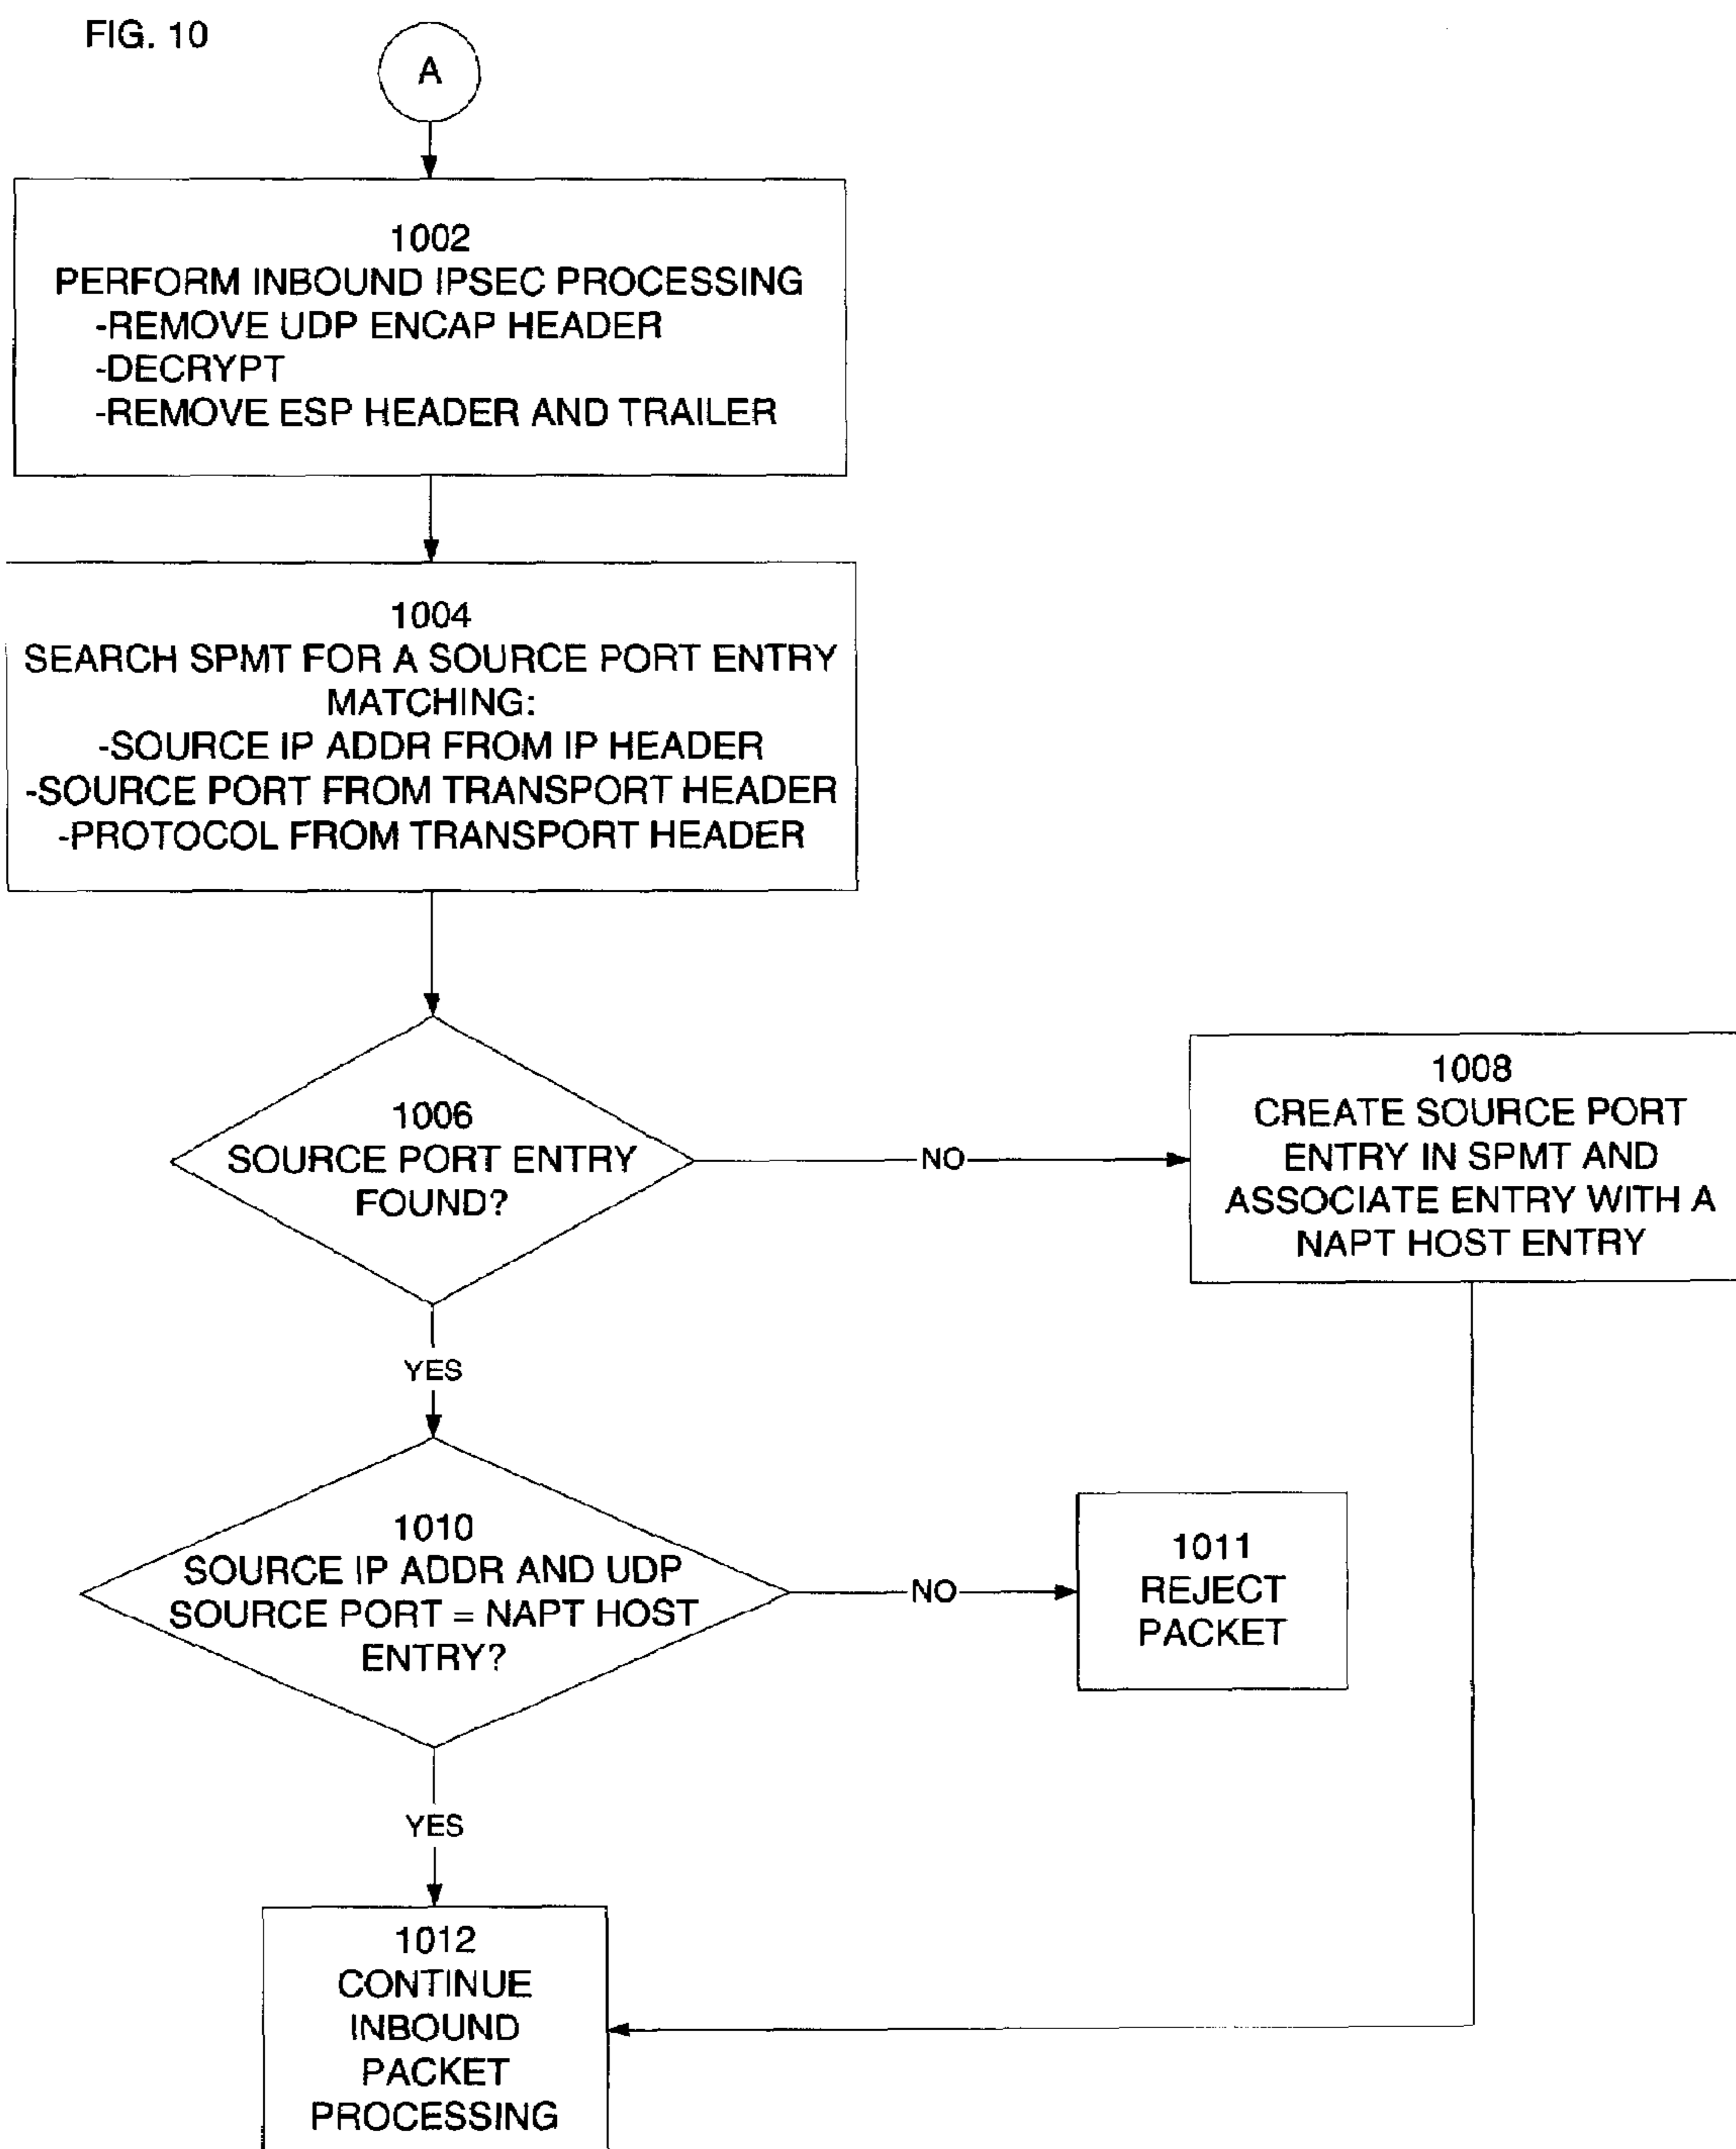 FIG. 10
A
1002
PERFORM INBOUND IPSEC PROCESSING
-REMOVE UDP ENCAP HEADER
-DECRYPT
-REMOVE ESP HEADER AND TRAILER
1004
SEARCH SPMT FOR A SOURCE PORT ENTRY
MATCHING:
-SOURCE IP ADDR FROM IP HEADER
-SOURCE PORT FROM TRANSPORT HEADER
-PROTOCOL FROM TRANSPORT HEADER
1006
SOURCE PORT ENTRY
FOUND?
NO
1008
CREATE SOURCE PORT
ENTRY IN SPMT AND
ASSOCIATE ENTRY WITH A
NAPT HOST ENTRY
YES
1010
SOURCE IP ADDR AND UDP
SOURCE PORT = NAPT HOST
ENTRY?
NO
1011
REJECT
PACKET
YES
1012
CONTINUE
INBOUND
PACKET
PROCESSING